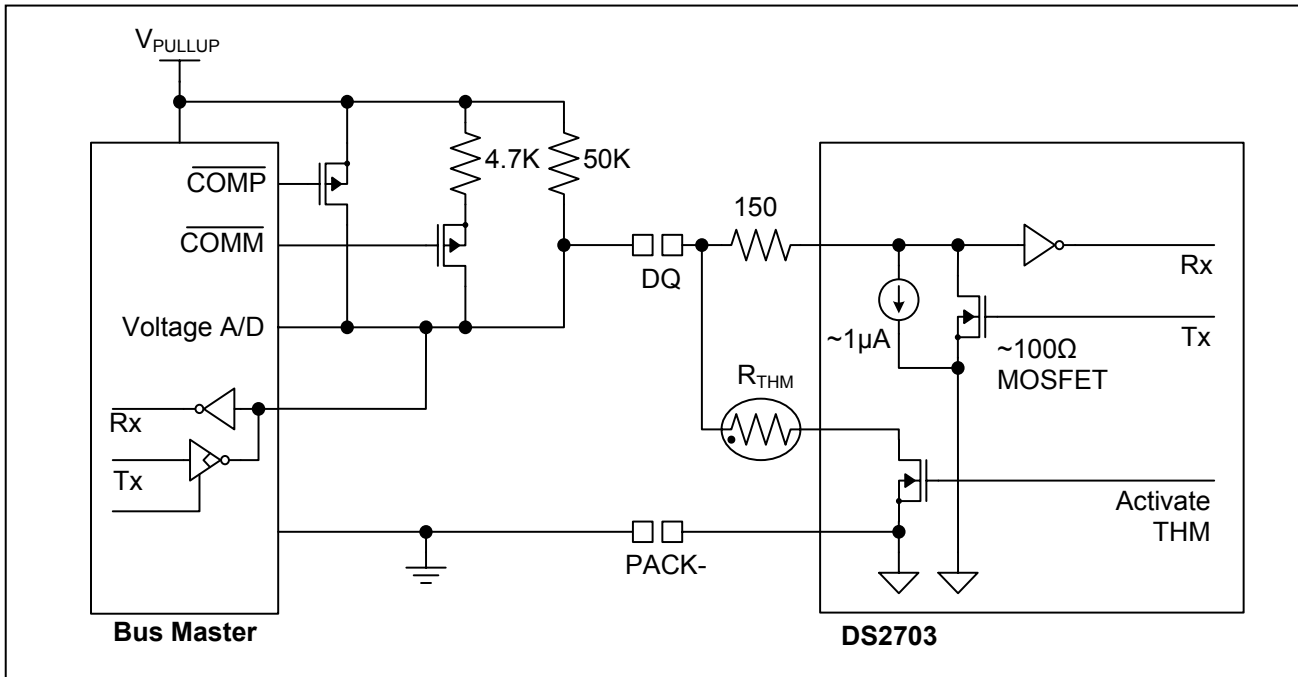 VPULLUP
COMP
4.7K
50K
COMM
150
DQ
Rx
Voltage A/D
~1µA
Tx
~100Ω
MOSFET
RTHM
Rx
Tx
Activate
THM
PACK-
Bus Master
DS2703